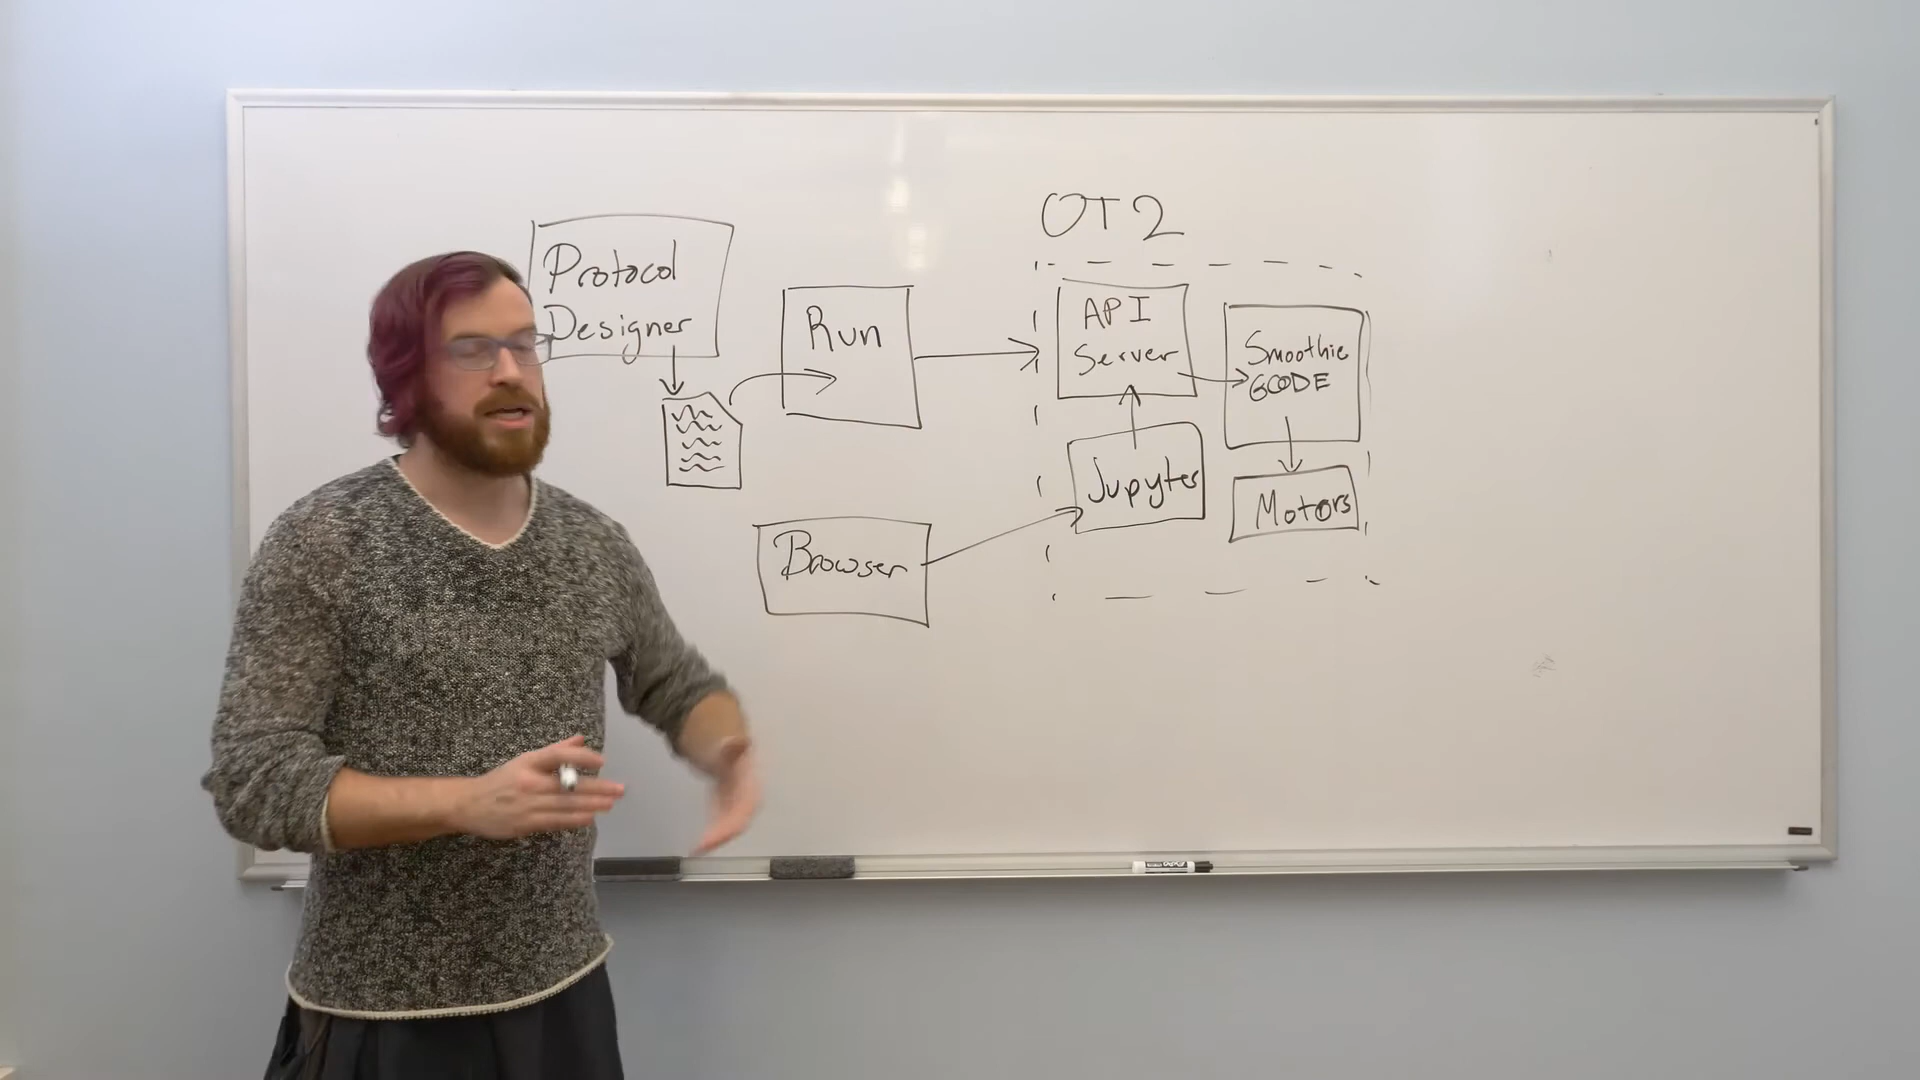 OT2
Protocol
Designer
Run
API
Server
Smoothie
GCODE
Jupyter
Motors
Browser